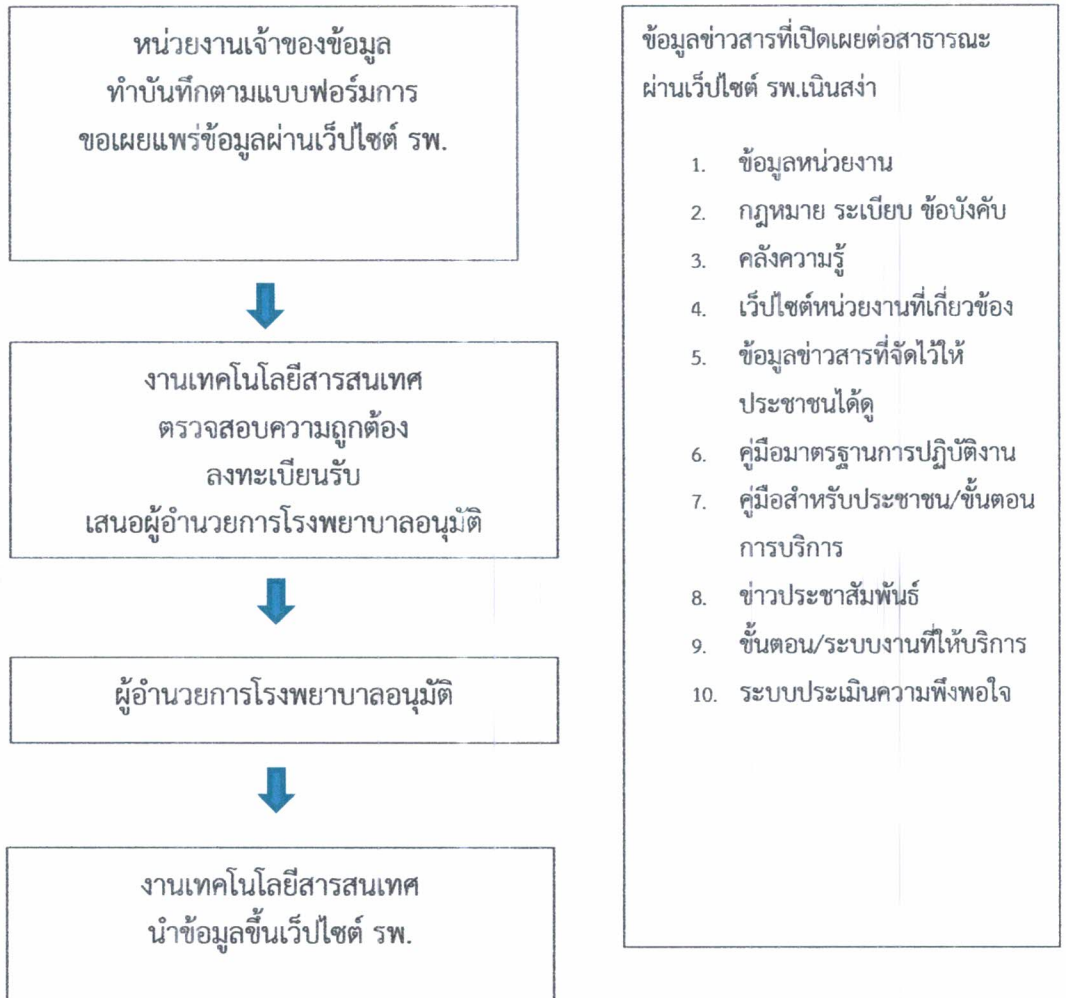 หน่วยงานเจ้าของข้อมูล
ทำบันทึกตามแบบฟอร์มการ
ขอเผยแพร่ข้อมูลผ่านเว็ปไซต์ รพ.
งานเทคโนโลยีสารสนเทศ
ตรวจสอบความถูกต้อง
ลงทะเบียนรับ
เสนอผู้อำนวยการโรงพยาบาลอนุมัติ
ผู้อำนวยการโรงพยาบาลอนุมัติ
งานเทคโนโลยีสารสนเทศ
นำข้อมูลขึ้นเว็ปไซต์ รพ.
ข้อมูลข่าวสารที่เปิดเผยต่อสาธารณะ
ผ่านเว็ปไซต์ รพ.เนินสง่า
1. ข้อมูลหน่วยงาน
2. กฎหมาย ระเบียบ ข้อบังคับ
3. คลังความรู้
4. เว็ปไซต์หน่วยงานที่เกี่ยวข้อง
5. ข้อมูลข่าวสารที่จัดไว้ให้
ประชาชนได้ดู
6. คู่มือมาตรฐานการปฏิบัติงาน
7. คู่มือสำหรับประชาชน/ขั้นตอน
การบริการ
8. ข่าวประชาสัมพันธ์
9. ขั้นตอน/ระบบงานที่ให้บริการ
10. ระบบประเมินความพึงพอใจ